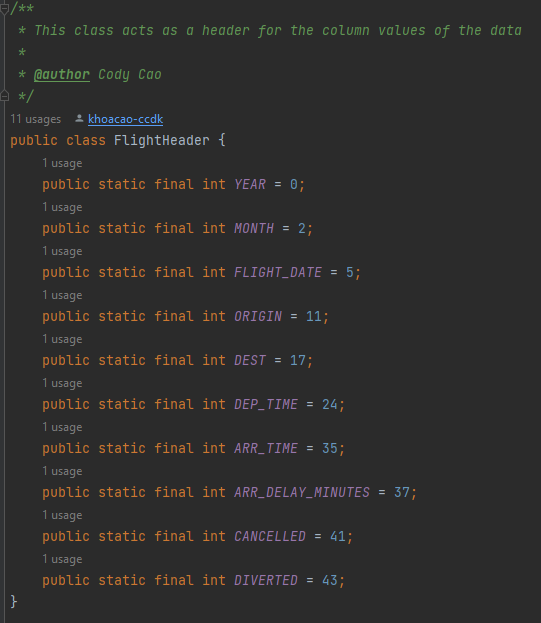 /**
 * This class acts as a header for the column values of the data
 *
 * @author Cody Cao
 */
11 usages khoacao-ccdk
public class FlightHeader {
1 usage
public static final int YEAR = 0;
1 usage
public static final int MONTH = 2;
1 usage
public static final int FLIGHT_DATE = 5;
1 usage
public static final int ORIGIN = 11;
1 usage
public static final int DEST = 17;
1 usage
public static final int DEP_TIME = 24;
1 usage
public static final int ARR_TIME = 35;
1 usage
public static final int ARR_DELAY_MINUTES = 37;
1 usage
public static final int CANCELLED = 41;
1 usage
public static final int DIVERTED = 43;
}